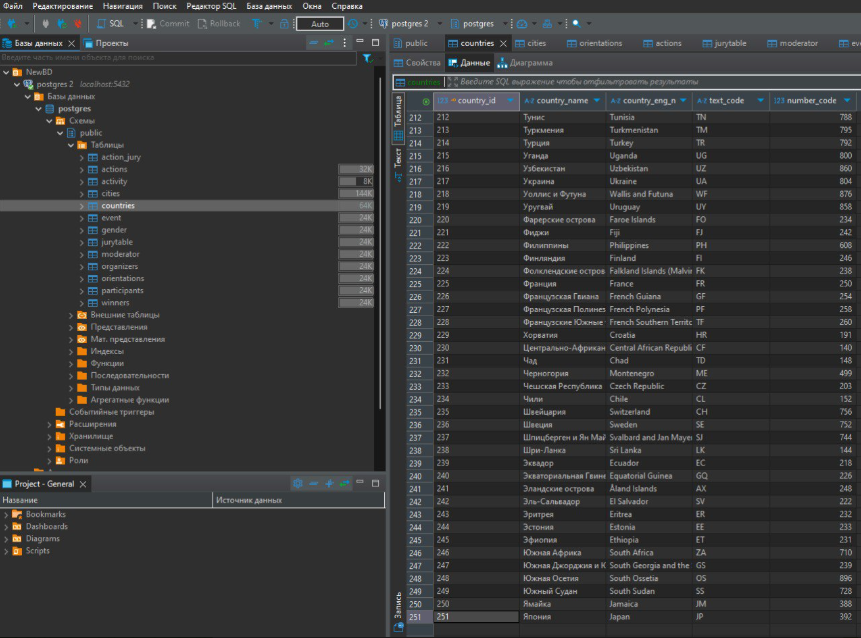 Файл Редактирование Навигация Поиск Редактор SQL База данных Окна Справка
SQL Commit Rollback Auto postgres 2 postgres
Базы данных Проекты
Введите часть имени объекта для поиска
NewBD
postgres 2 localhost:5432
Базы данных
postgres
Схемы
public
Таблицы
action_jury
actions 32K
activity 8K
cities 144K
countries 64K
event 24K
gender 24K
jurytable 24K
moderator 24K
organizers 24K
orientations 24K
participants 24K
winners 24K
Внешние таблицы
Представления
Мат. представления
Индексы
Функции
Последовательности
Типы данных
Агрегатные функции
Событийные триггеры
Расширения
Хранилище
Системные объекты
Роли
Project - General
Название Источник данных
Bookmarks
Dashboards
Diagrams
Scripts
public countries cities orientations actions jurytable moderator
Свойства Данные Диаграмма
countries Введите SQL выражение чтобы отфильтровать результаты
Таблица
Текст
Запись
123 country_id A-Z country_name A-Z country_eng_n A-Z text_code 123 number_code
212 212 Тунис Tunisia TN 788
213 213 Туркмения Turkmenistan TM 795
214 214 Турция Turkey TR 792
215 215 Уганда Uganda UG 800
216 216 Узбекистан Uzbekistan UZ 860
217 217 Украина Ukraine UA 804
218 218 Уоллис и Футуна Wallis and Futuna WF 876
219 219 Уругвай Uruguay UY 858
220 220 Фарерские острова Faroe Islands FO 234
221 221 Фиджи Fiji FJ 242
222 222 Филиппины Philippines PH 608
223 223 Финляндия Finland FI 246
224 224 Фолклендские остров Falkland Islands (Malvin FK 238
225 225 Франция France FR 250
226 226 Французская Гвиана French Guiana GF 254
227 227 Французская Полинез French Polynesia PF 258
228 228 Французские Южные French Southern Territo TF 260
229 229 Хорватия Croatia HR 191
230 230 Центрально-Африкан Central African Republi CF 140
231 231 Чад Chad TD 148
232 232 Черногория Montenegro ME 499
233 233 Чешская Республика Czech Republic CZ 203
234 234 Чили Chile CL 152
235 235 Швейцария Switzerland CH 756
236 236 Швеция Sweden SE 752
237 237 Шпицберген и Ян Май Svalbard and Jan Mayer SJ 744
238 238 Шри-Ланка Sri Lanka LK 144
239 239 Эквадор Ecuador EC 218
240 240 Экваториальная Гвин Equatorial Guinea GQ 226
241 241 Эландские острова Åland Islands AX 248
242 242 Эль-Сальвадор El Salvador SV 222
243 243 Эритрея Eritrea ER 232
244 244 Эстония Estonia EE 233
245 245 Эфиопия Ethiopia ET 231
246 246 Южная Африка South Africa ZA 710
247 247 Южная Джорджия и К South Georgia and the GS 239
248 248 Южная Осетия South Ossetia OS 896
249 249 Южный Судан South Sudan SS 728
250 250 Ямайка Jamaica JM 388
251 251 Япония Japan JP 392